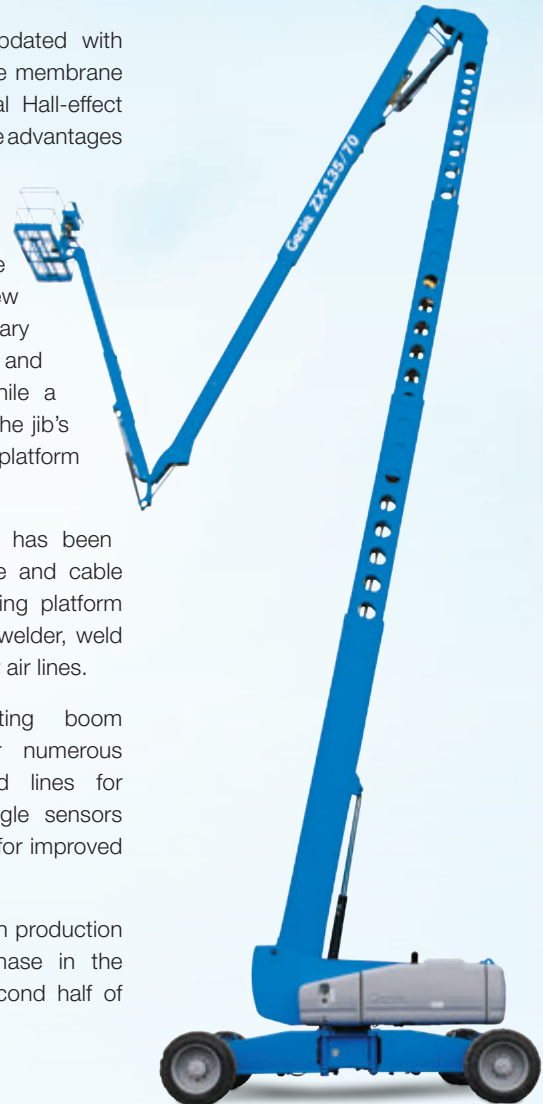 pdated with
e membrane
al Hall-effect
e advantages
e
ew
ary
and
hile a
he jib's
platform
has been
e and cable
ing platform
welder, weld
air lines.
ting boom
r numerous
d lines for
gle sensors
for improved
n production
hase in the
cond half of
Genie ZX-135/70